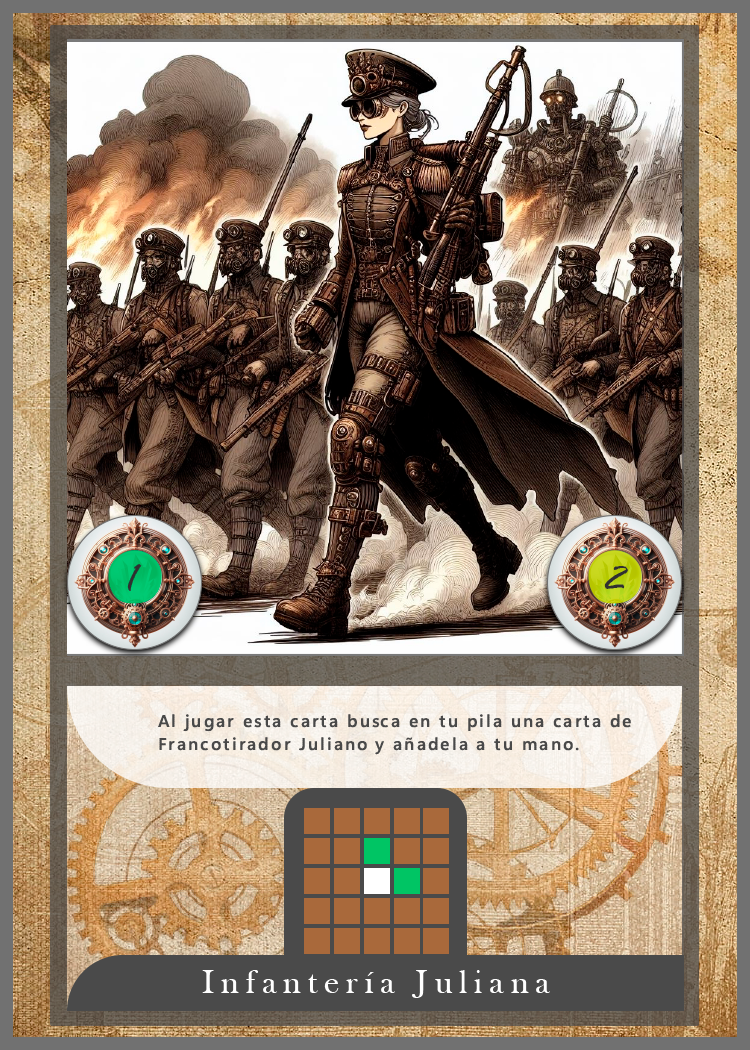 1
2
Al jugar esta carta busca en tu pila una carta de
Francotirador Juliano y añadela a tu mano.
Infantería Juliana